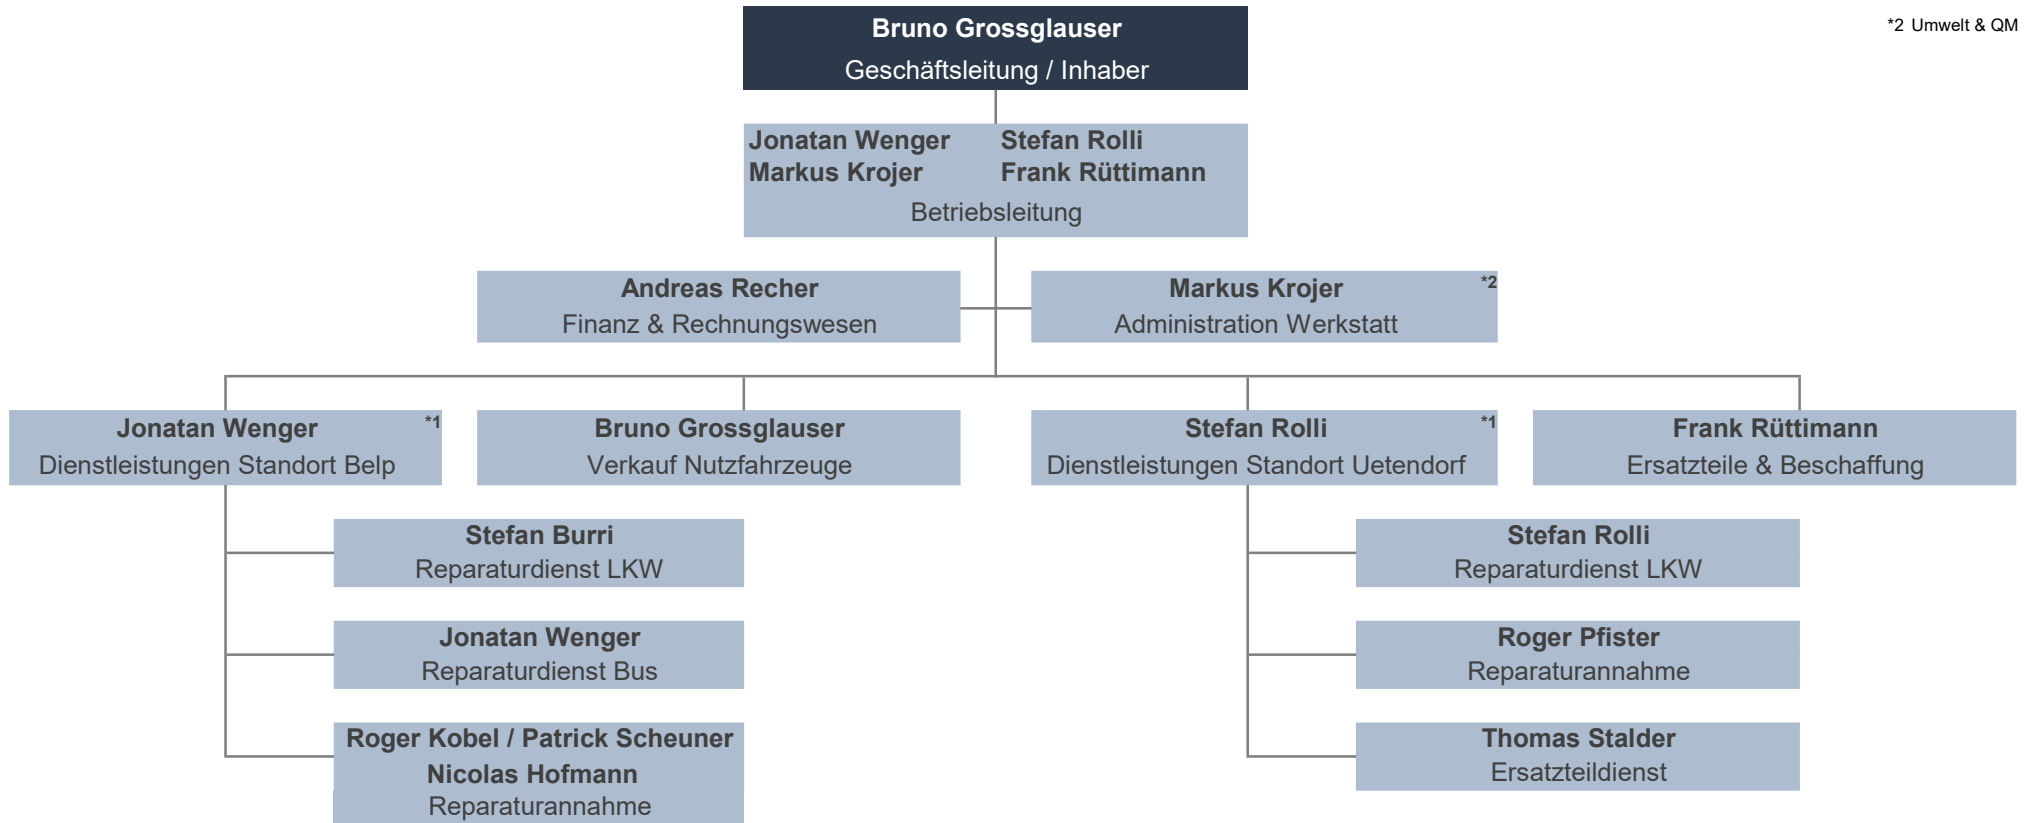 Bruno Grossglauser
Geschäftsleitung / Inhaber
*2 Umwelt & QM
Jonatan Wenger Stefan Rolli
Markus Krojer Frank Rüttimann
Betriebsleitung
Andreas Recher
Finanz & Rechnungswesen
Markus Krojer *2
Administration Werkstatt
Jonatan Wenger *1
Dienstleistungen Standort Belp
Bruno Grossglauser
Verkauf Nutzfahrzeuge
Stefan Rolli *1
Dienstleistungen Standort Uetendorf
Frank Rüttimann
Ersatzteile & Beschaffung
Stefan Burri
Reparaturdienst LKW
Jonatan Wenger
Reparaturdienst Bus
Roger Kobel / Patrick Scheuner
Nicolas Hofmann
Reparaturannahme
Stefan Rolli
Reparaturdienst LKW
Roger Pfister
Reparaturannahme
Thomas Stalder
Ersatzteildienst